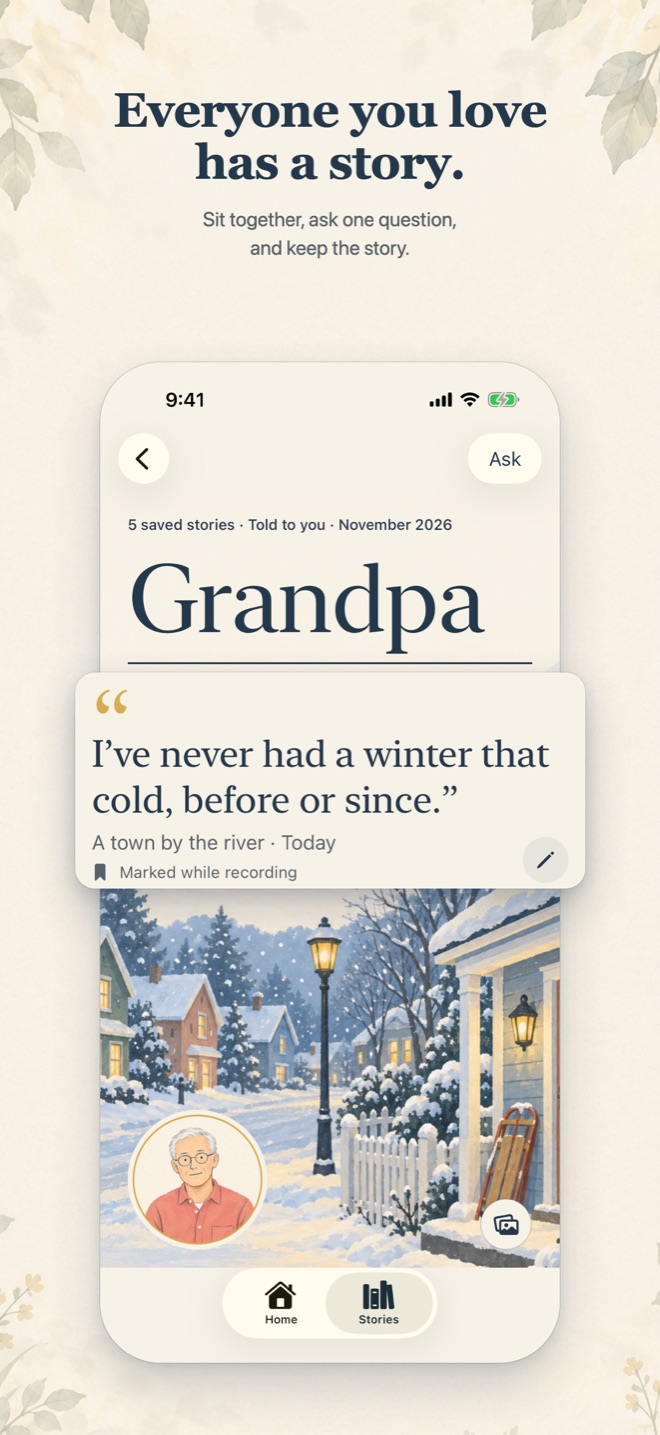 Everyone you love
has a story.
Sit together, ask one question,
and keep the story.
9:41
Ask
5 saved stories · Told to you · November 2026
Grandpa
“
I’ve never had a winter that
cold, before or since.”
A town by the river · Today
Marked while recording
Home
Stories